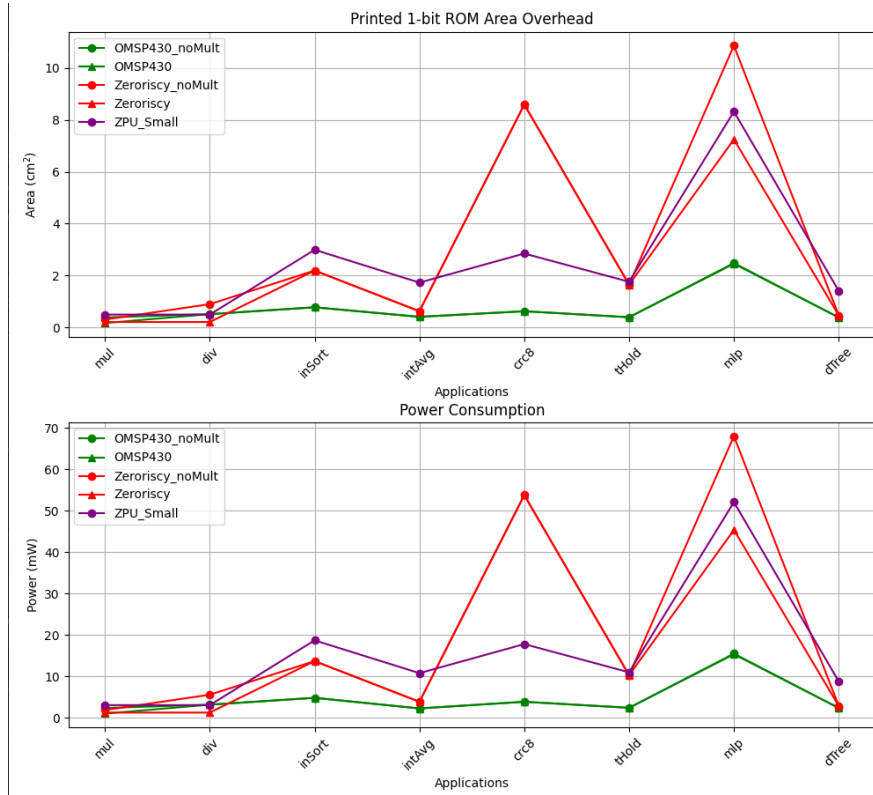 Printed 1-bit ROM Area Overhead
OMSP430_noMult
OMSP430
Zeroriscy_noMult
Zeroriscy
ZPU_Small
Area (cm²)
10
8
6
4
2
0
mul
div
inSort
intAvg
crc8
tHold
mlp
dTree
Applications
Power Consumption
OMSP430_noMult
OMSP430
Zeroriscy_noMult
Zeroriscy
ZPU_Small
Power (mW)
70
60
50
40
30
20
10
0
mul
div
inSort
intAvg
crc8
tHold
mlp
dTree
Applications